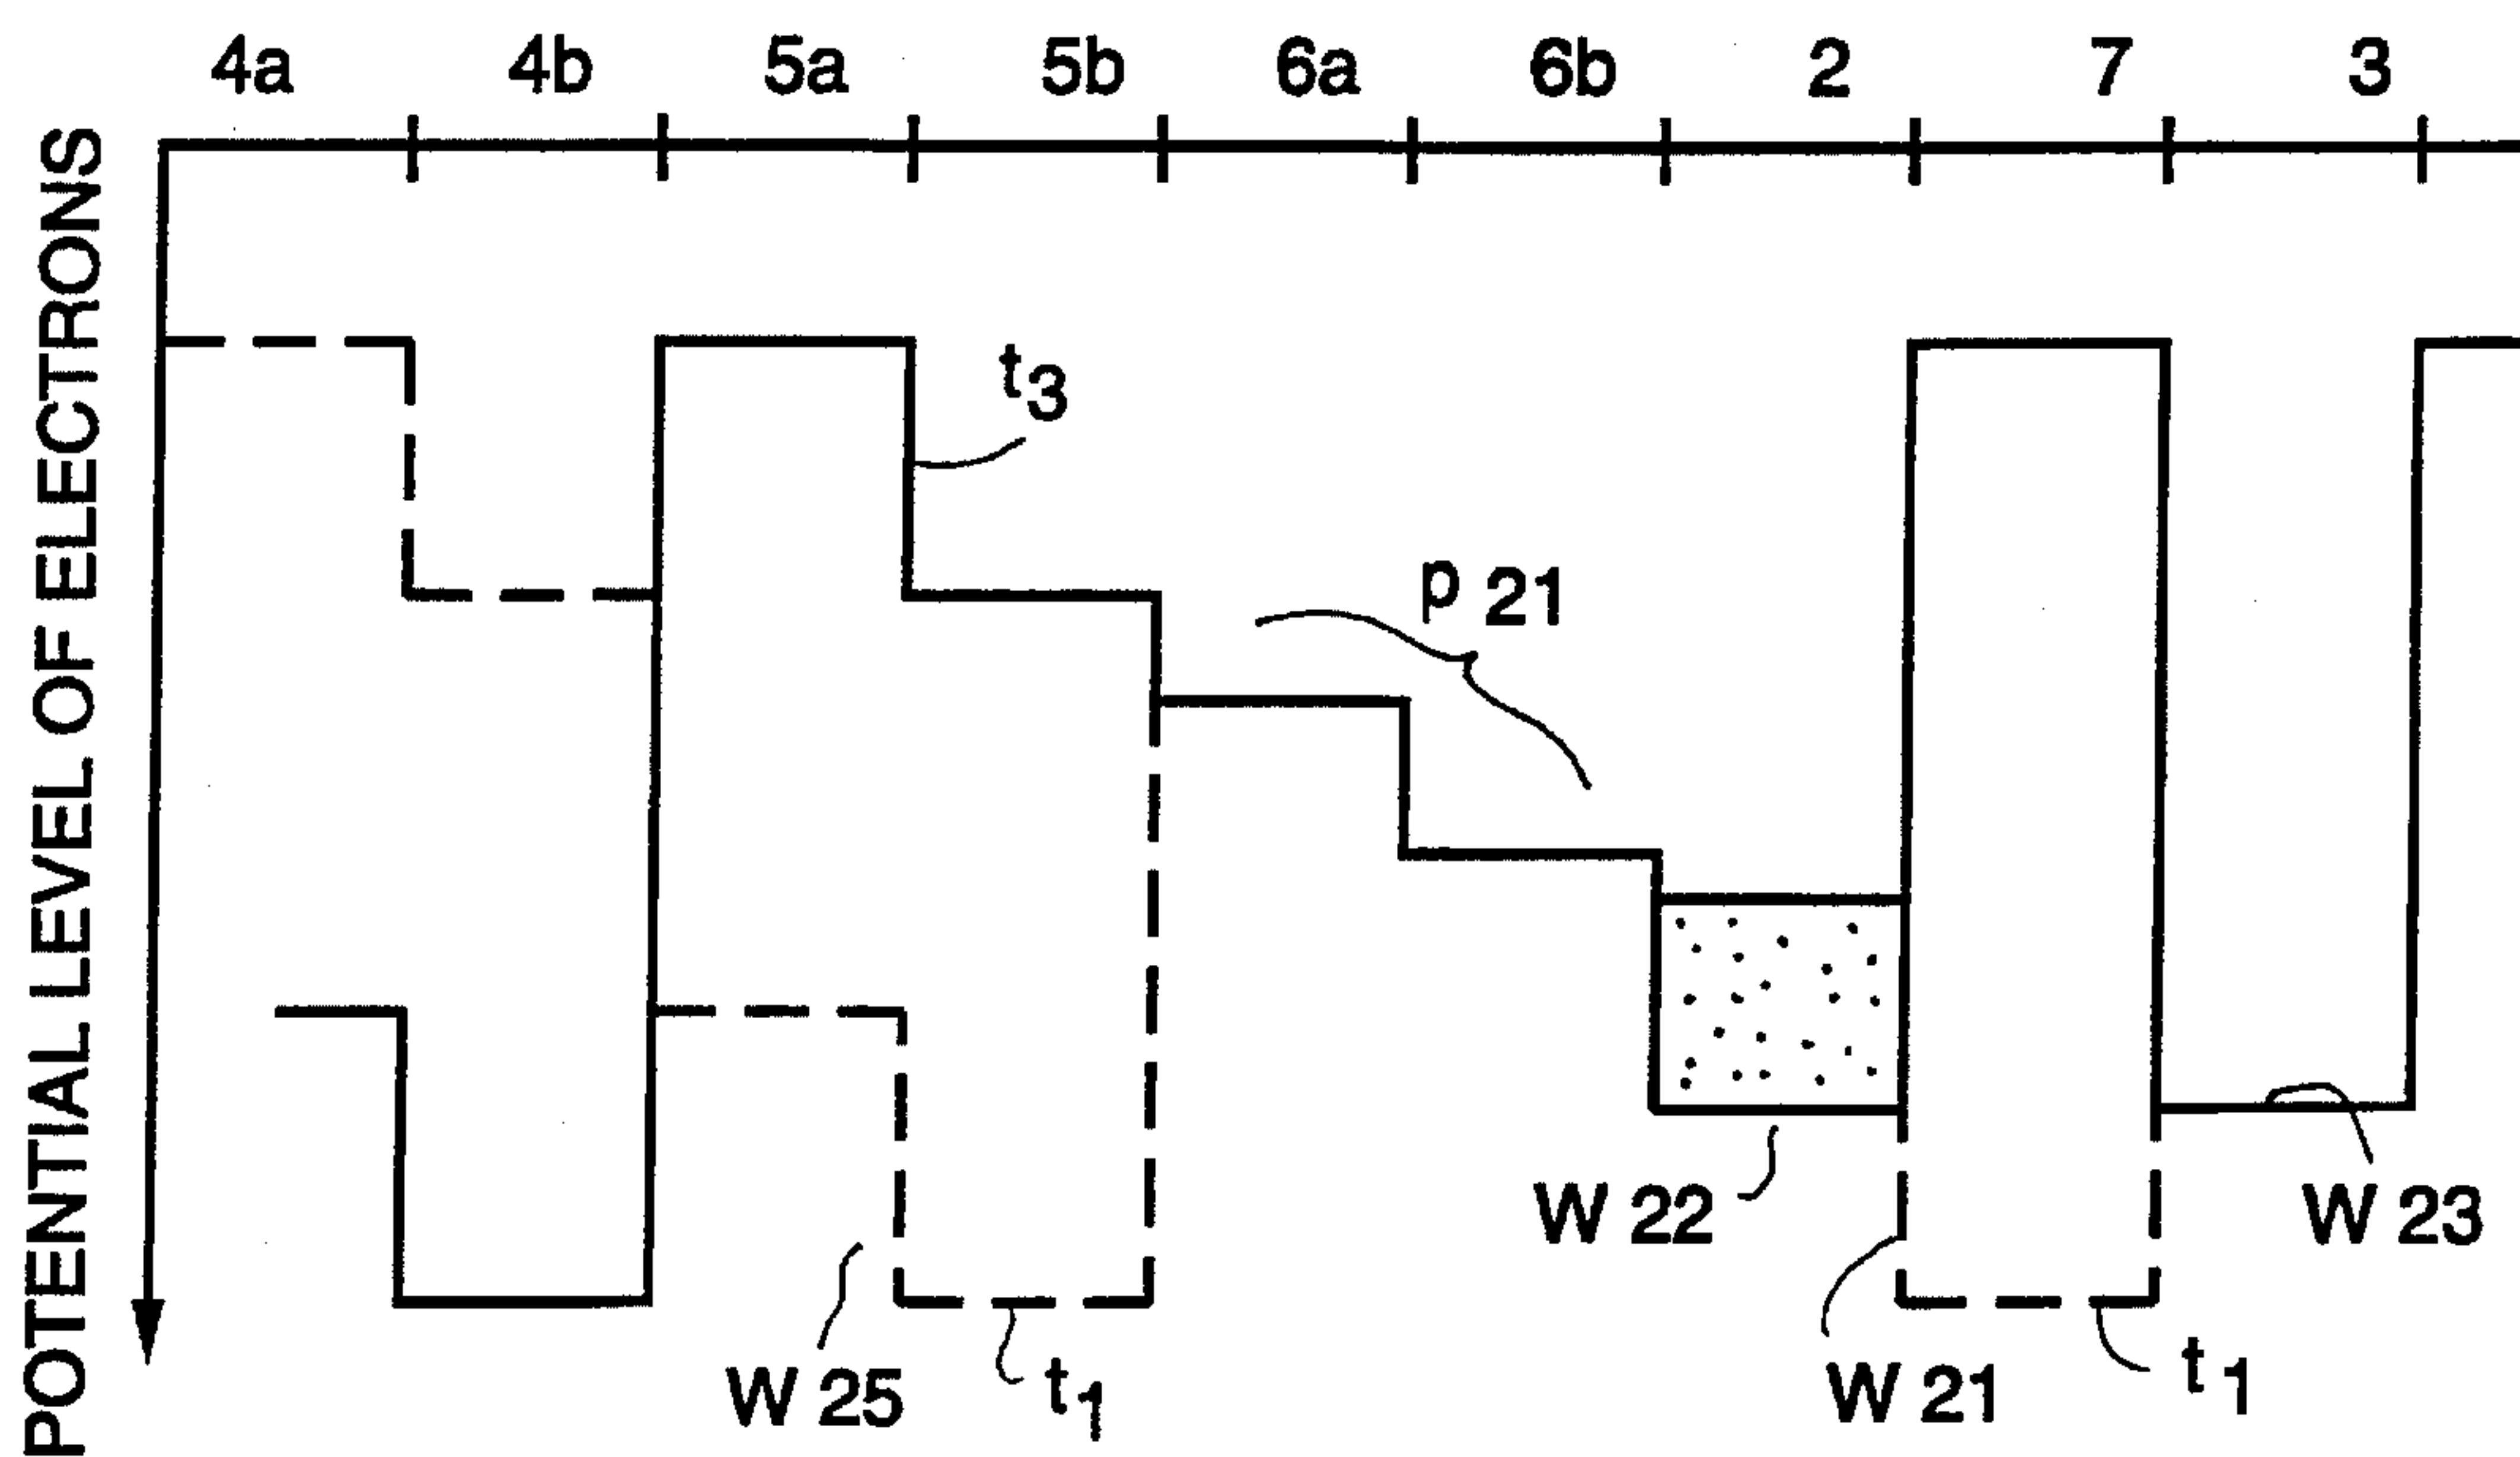 4a 4b 5a 5b 6a 6b 2 7 3
POTENTIAL LEVEL OF ELECTRONS
t3
p 21
W 22
W 23
W 25
t1
W 21
t1